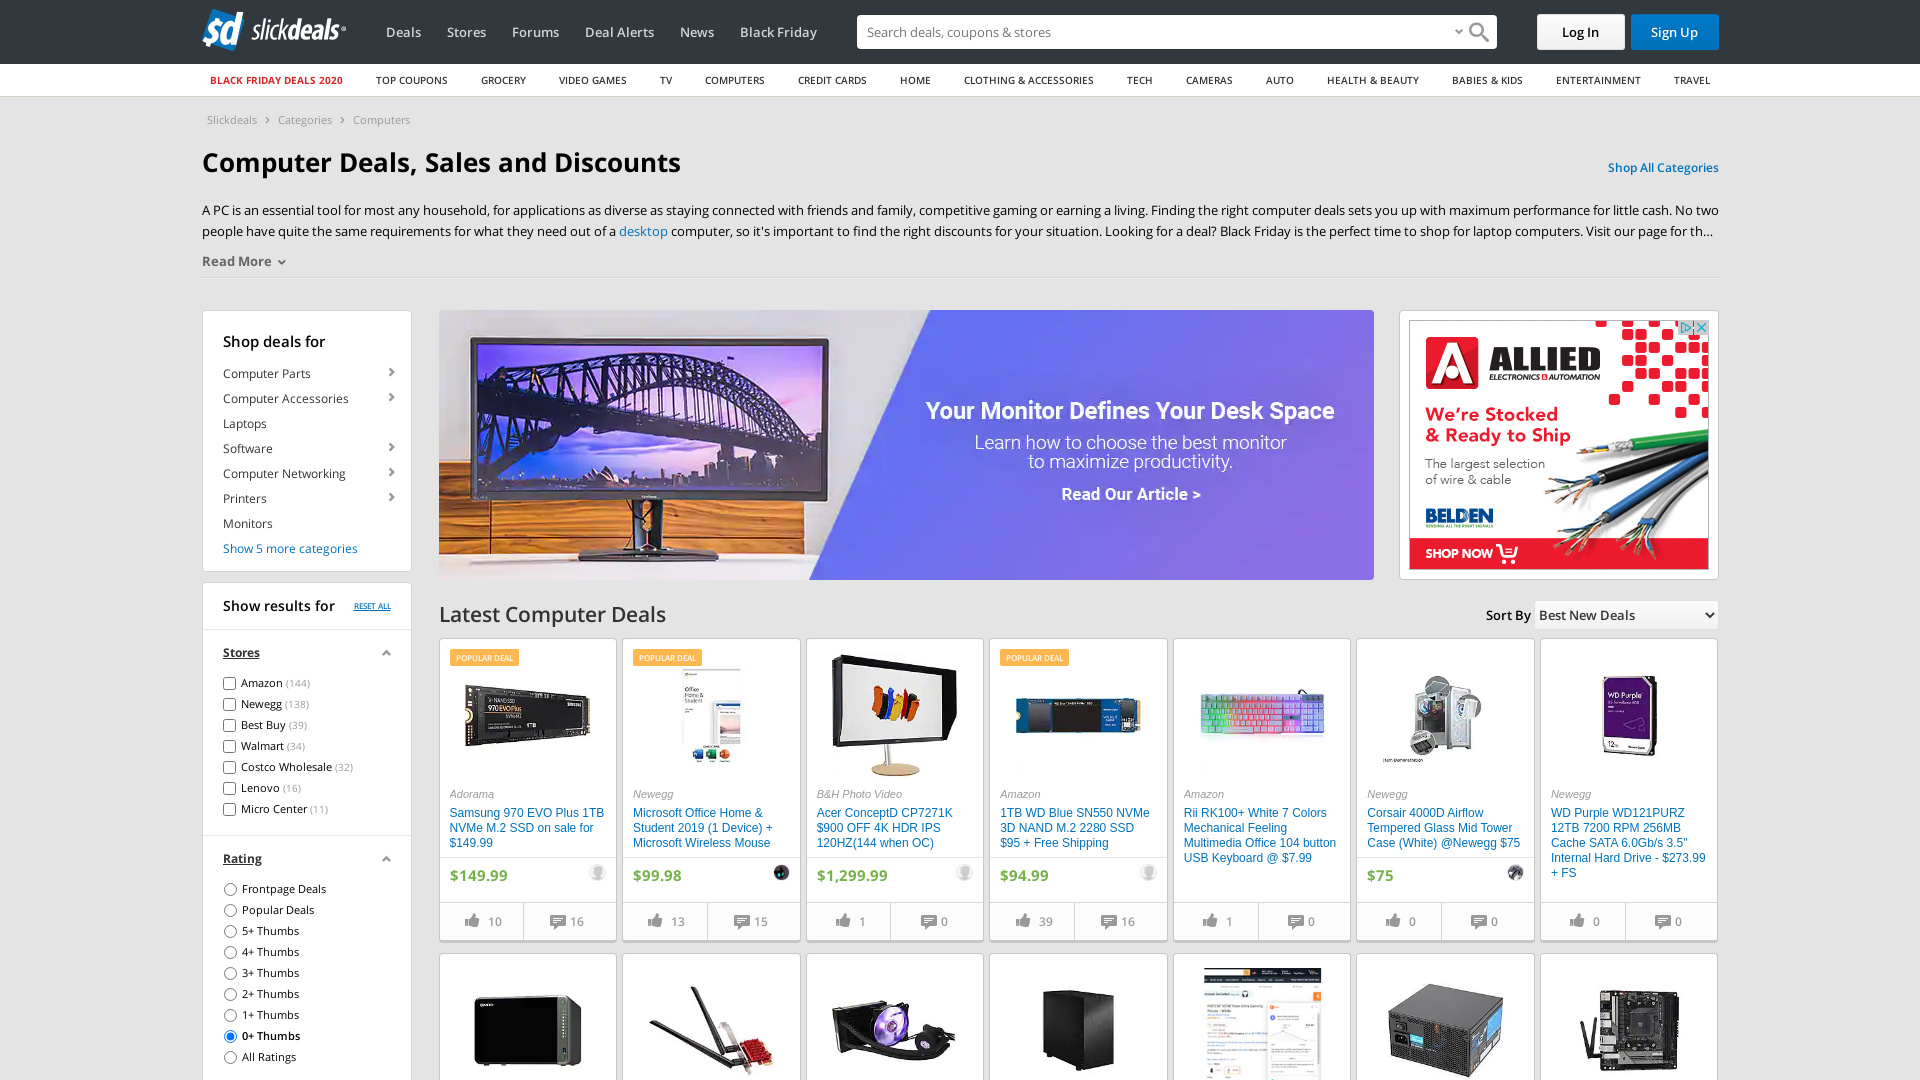 slickdeals
Deals
Stores
Forums
Deal Alerts
News
Black Friday
Search deals, coupons & stores
Log In
Sign Up
BLACK FRIDAY DEALS 2020
TOP COUPONS
GROCERY
VIDEO GAMES
TV
COMPUTERS
CREDIT CARDS
HOME
CLOTHING & ACCESSORIES
TECH
CAMERAS
AUTO
HEALTH & BEAUTY
BABIES & KIDS
ENTERTAINMENT
TRAVEL
Slickdeals > Categories > Computers
Computer Deals, Sales and Discounts
Shop All Categories
A PC is an essential tool for most any household, for applications as diverse as staying connected with friends and family, competitive gaming or earning a living. Finding the right computer deals sets you up with maximum performance for little cash. No two
people have quite the same requirements for what they need out of a desktop computer, so it's important to find the right discounts for your situation. Looking for a deal? Black Friday is the perfect time to shop for laptop computers. Visit our page for th...
Read More
Shop deals for
Computer Parts
Computer Accessories
Laptops
Software
Computer Networking
Printers
Monitors
Show 5 more categories
Your Monitor Defines Your Desk Space
Learn how to choose the best monitor
to maximize productivity.
Read Our Article >
ALLIED
ELECTRONICS & AUTOMATION
We're Stocked
& Ready to Ship
The largest selection
of wire & cable
BELDEN
SENDING ALL THE RIGHT SIGNALS
SHOP NOW
Show results for
RESET ALL
Stores
Amazon (144)
Newegg (138)
Best Buy (39)
Walmart (34)
Costco Wholesale (32)
Lenovo (16)
Micro Center (11)
Rating
Frontpage Deals
Popular Deals
5+ Thumbs
4+ Thumbs
3+ Thumbs
2+ Thumbs
1+ Thumbs
0+ Thumbs
All Ratings
Latest Computer Deals
Sort By Best New Deals
POPULAR DEAL
Adorama
Samsung 970 EVO Plus 1TB
NVMe M.2 SSD on sale for
$149.99
$149.99
10
16
POPULAR DEAL
Newegg
Microsoft Office Home &
Student 2019 (1 Device) +
Microsoft Wireless Mouse
$99.98
13
15
B&H Photo Video
Acer ConceptD CP7271K
$900 OFF 4K HDR IPS
120HZ(144 when OC)
$1,299.99
1
0
POPULAR DEAL
Amazon
1TB WD Blue SN550 NVMe
3D NAND M.2 2280 SSD
$95 + Free Shipping
$94.99
39
16
Amazon
Rii RK100+ White 7 Colors
Mechanical Feeling
Multimedia Office 104 button
USB Keyboard @ $7.99
1
0
Newegg
Corsair 4000D Airflow
Tempered Glass Mid Tower
Case (White) @Newegg $75
$75
0
0
WD Purple
12TB
Newegg
WD Purple WD121PURZ
12TB 7200 RPM 256MB
Cache SATA 6.0Gb/s 3.5"
Internal Hard Drive - $273.99
+ FS
0
0